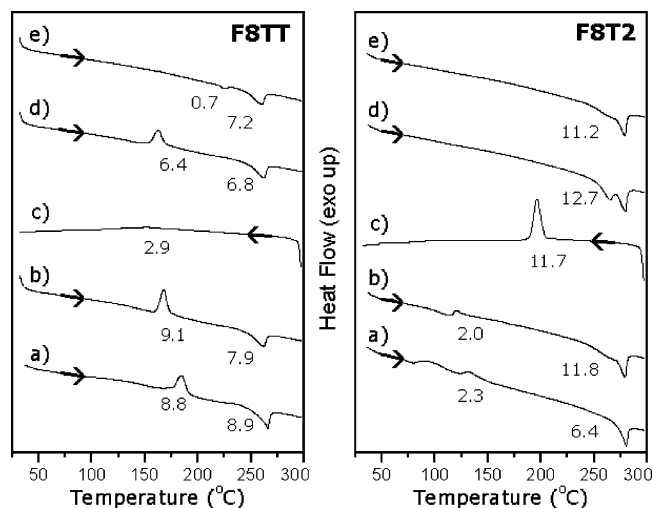 F8TT
e)
0.7
7.2
d)
6.4
6.8
c)
2.9
b)
9.1
7.9
a)
8.8
8.9
50 100 150 200 250 300
Temperature (°C)
Heat Flow (exo up)
F8T2
e)
11.2
d)
12.7
c)
11.7
b)
2.0
11.8
a)
2.3
6.4
50 100 150 200 250 300
Temperature (°C)